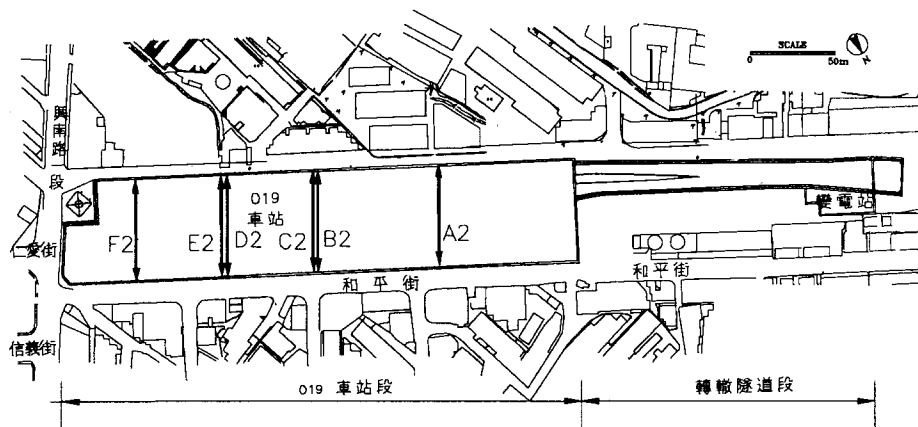 SCALE
0 50m
N
興南路
段
019
車站
變電站
F2 E2 D2 C2 B2 A2
仁愛街
和平街
和平街
信義街
019 車站段
轉轍隧道段